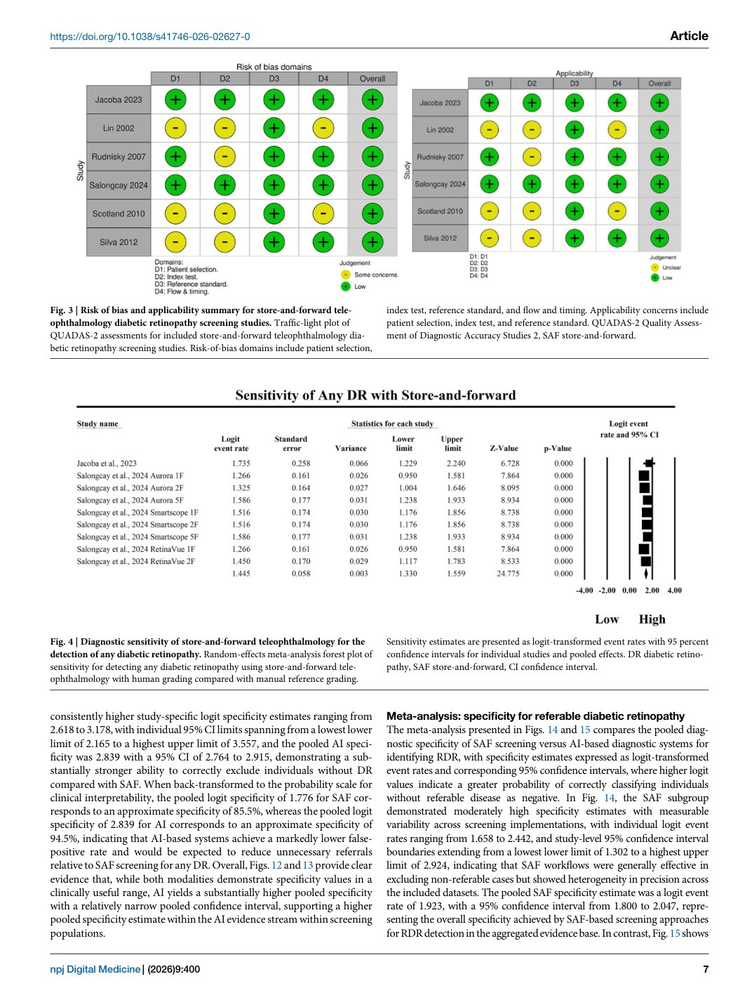 https://doi.org/10.1038/s41746-026-02627-0
Article
Risk of bias domains
D1 D2 D3 D4 Overall
Jacoba 2023 + + + + +
Lin 2002 - - + - +
Rudnisky 2007 + - + + +
Salongcay 2024 + + + + +
Scotland 2010 - - + - +
Silva 2012 - - + + +
Study
Domains:
D1: Patient selection.
D2: Index test.
D3: Reference standard.
D4: Flow & timing.
Judgement
- Some concerns
+ Low
Applicability
D1 D2 D3 D4 Overall
Jacoba 2023 + + + + +
Lin 2002 - - + - +
Rudnisky 2007 + - + + +
Salongcay 2024 + + + + +
Scotland 2010 - - + - +
Silva 2012 - - + + +
Study
D1: D1
D2: D2
D3: D3
D4: D4
Judgement
- Unclear
+ Low
Fig. 3 | Risk of bias and applicability summary for store-and-forward tele-
ophthalmology diabetic retinopathy screening studies. Traffic-light plot of
QUADAS-2 assessments for included store-and-forward teleophthalmology dia-
betic retinopathy screening studies. Risk-of-bias domains include patient selection,
index test, reference standard, and flow and timing. Applicability concerns include
patient selection, index test, and reference standard. QUADAS-2 Quality Assess-
ment of Diagnostic Accuracy Studies 2, SAF store-and-forward.
Sensitivity of Any DR with Store-and-forward
Study name Statistics for each study Logit event
rate and 95% CI
Logit
event rate Standard
error Variance Lower
limit Upper
limit Z-Value p-Value
Jacoba et al., 2023 1.735 0.258 0.066 1.229 2.240 6.728 0.000
Salongcay et al., 2024 Aurora 1F 1.266 0.161 0.026 0.950 1.581 7.864 0.000
Salongcay et al., 2024 Aurora 2F 1.325 0.164 0.027 1.004 1.646 8.095 0.000
Salongcay et al., 2024 Aurora 5F 1.586 0.177 0.031 1.238 1.933 8.934 0.000
Salongcay et al., 2024 Smartscope 1F 1.516 0.174 0.030 1.176 1.856 8.738 0.000
Salongcay et al., 2024 Smartscope 2F 1.516 0.174 0.030 1.176 1.856 8.738 0.000
Salongcay et al., 2024 Smartscope 5F 1.586 0.177 0.031 1.238 1.933 8.934 0.000
Salongcay et al., 2024 RetinaVue 1F 1.266 0.161 0.026 0.950 1.581 7.864 0.000
Salongcay et al., 2024 RetinaVue 2F 1.450 0.170 0.029 1.117 1.783 8.533 0.000
1.445 0.058 0.003 1.330 1.559 24.775 0.000
-4.00 -2.00 0.00 2.00 4.00
Low High
Fig. 4 | Diagnostic sensitivity of store-and-forward teleophthalmology for the
detection of any diabetic retinopathy. Random-effects meta-analysis forest plot of
sensitivity for detecting any diabetic retinopathy using store-and-forward tele-
ophthalmology with human grading compared with manual reference grading.
Sensitivity estimates are presented as logit-transformed event rates with 95 percent
confidence intervals for individual studies and pooled effects. DR diabetic retino-
pathy, SAF store-and-forward, CI confidence interval.
consistently higher study-specific logit specificity estimates ranging from
2.618 to 3.178, with individual 95% CI limits spanning from a lowest lower
limit of 2.165 to a highest upper limit of 3.557, and the pooled AI speci-
ficity was 2.839 with a 95% CI of 2.764 to 2.915, demonstrating a sub-
stantially stronger ability to correctly exclude individuals without DR
compared with SAF. When back-transformed to the probability scale for
clinical interpretability, the pooled logit specificity of 1.776 for SAF cor-
responds to an approximate specificity of 85.5%, whereas the pooled logit
specificity of 2.839 for AI corresponds to an approximate specificity of
94.5%, indicating that AI-based systems achieve a markedly lower false-
positive rate and would be expected to reduce unnecessary referrals
relative to SAF screening for any DR. Overall, Figs. 12 and 13 provide clear
evidence that, while both modalities demonstrate specificity values in a
clinically useful range, AI yields a substantially higher pooled specificity
with a relatively narrow pooled confidence interval, supporting a higher
pooled specificity estimate within the AI evidence stream within screening
populations.
Meta-analysis: specificity for referable diabetic retinopathy
The meta-analysis presented in Figs. 14 and 15 compares the pooled diag-
nostic specificity of SAF screening versus AI-based diagnostic systems for
identifying RDR, with specificity estimates expressed as logit-transformed
event rates and corresponding 95% confidence intervals, where higher logit
values indicate a greater probability of correctly classifying individuals
without referable disease as negative. In Fig. 14, the SAF subgroup
demonstrated moderately high specificity estimates with measurable
variability across screening implementations, with individual logit event
rates ranging from 1.658 to 2.442, and study-level 95% confidence interval
boundaries extending from a lowest lower limit of 1.302 to a highest upper
limit of 2.924, indicating that SAF workflows were generally effective in
excluding non-referable cases but showed heterogeneity in precision across
the included datasets. The pooled SAF specificity estimate was a logit event
rate of 1.923, with a 95% confidence interval from 1.800 to 2.047, repre-
senting the overall specificity achieved by SAF-based screening approaches
for RDR detection in the aggregated evidence base. In contrast, Fig. 15 shows
npj Digital Medicine | (2026)9:400
7